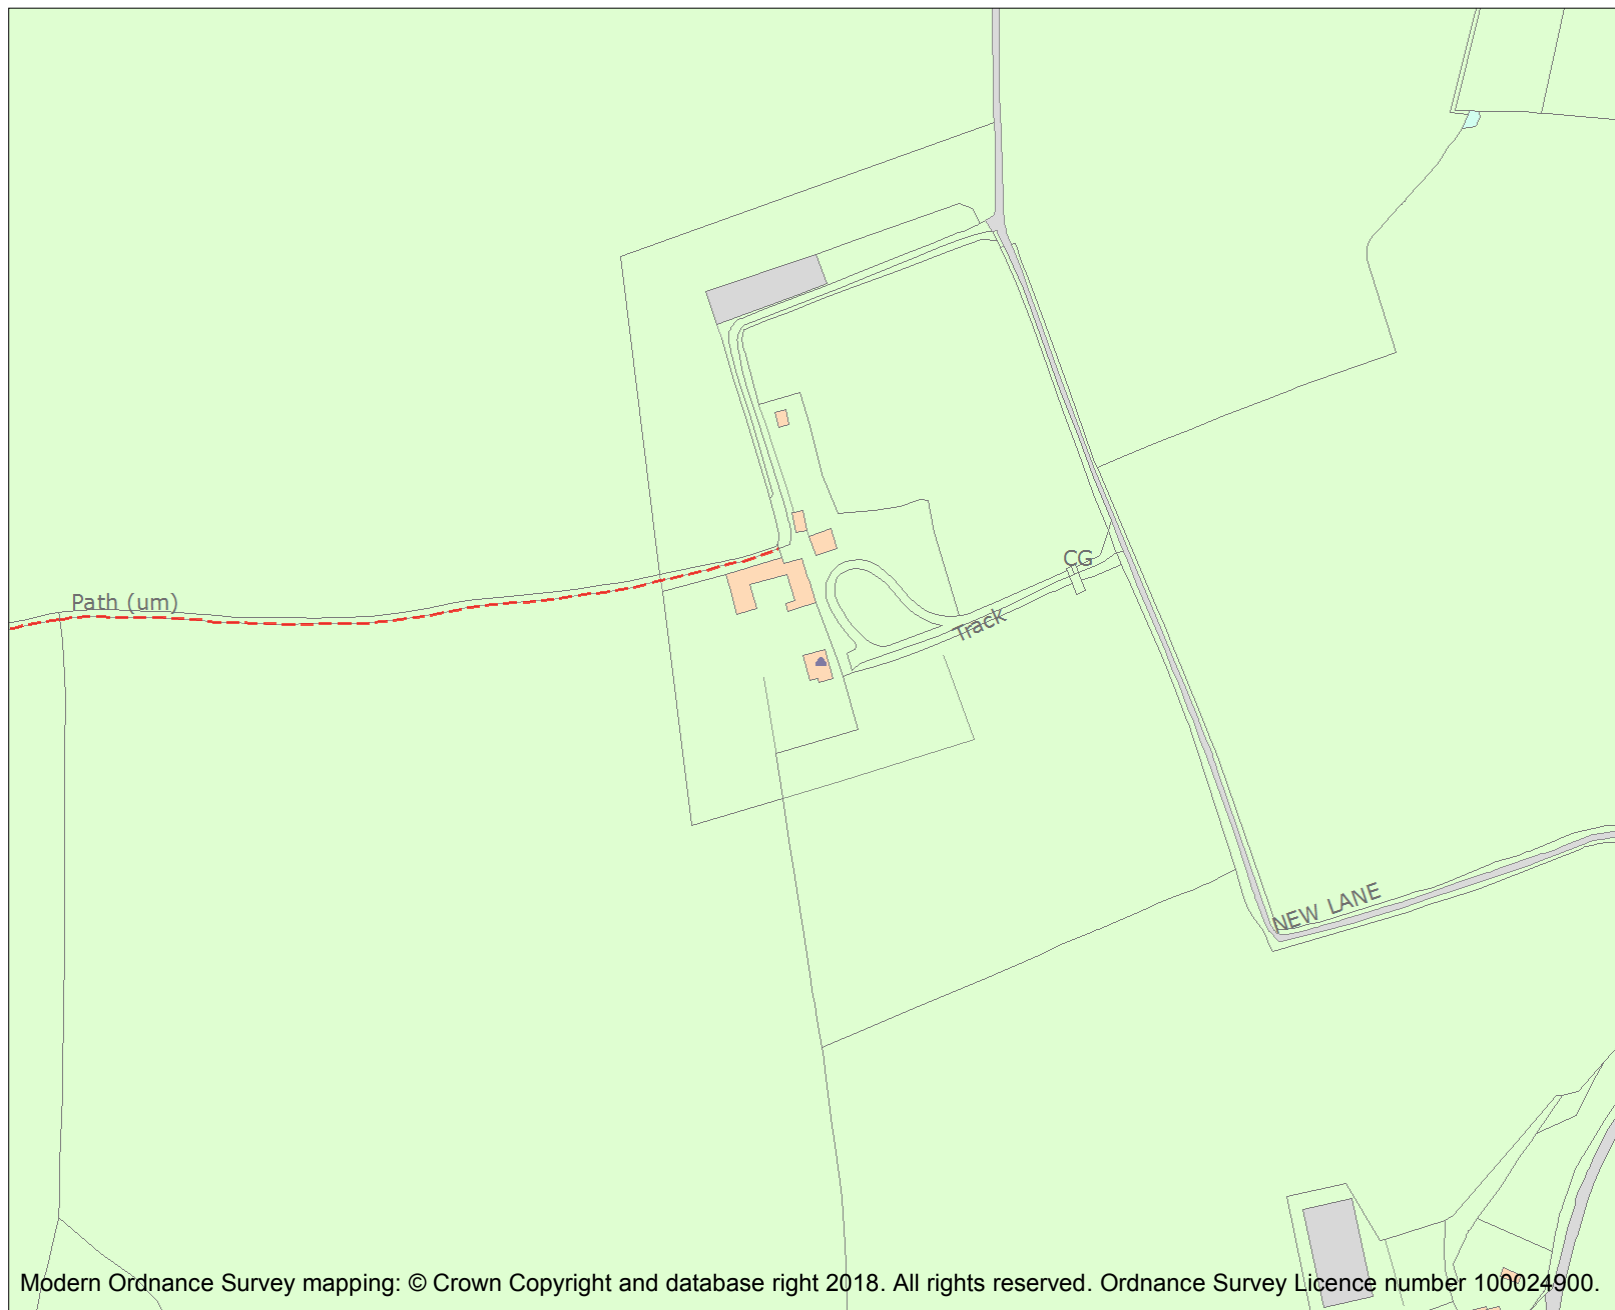 CG
Path (um)
Track
NEW LANE
Modern Ordnance Survey mapping: © Crown Copyright and database right 2018. All rights reserved. Ordnance Survey Licence number 100024900.